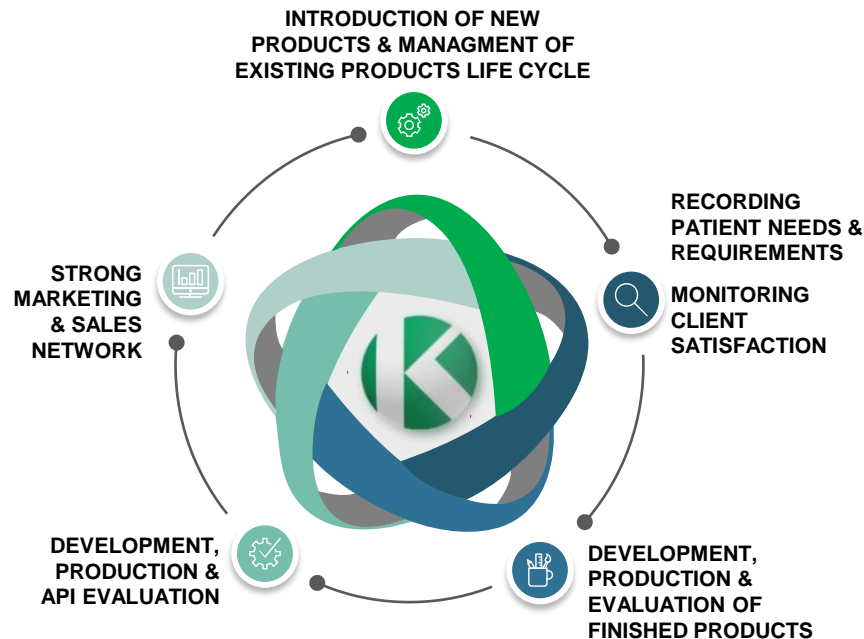 INTRODUCTION OF NEW
PRODUCTS & MANAGMENT OF
EXISTING PRODUCTS LIFE CYCLE
RECORDING
PATIENT NEEDS &
REQUIREMENTS
MONITORING
CLIENT
SATISFACTION
DEVELOPMENT,
PRODUCTION &
EVALUATION OF
FINISHED PRODUCTS
DEVELOPMENT,
PRODUCTION &
API EVALUATION
STRONG
MARKETING
& SALES
NETWORK
K